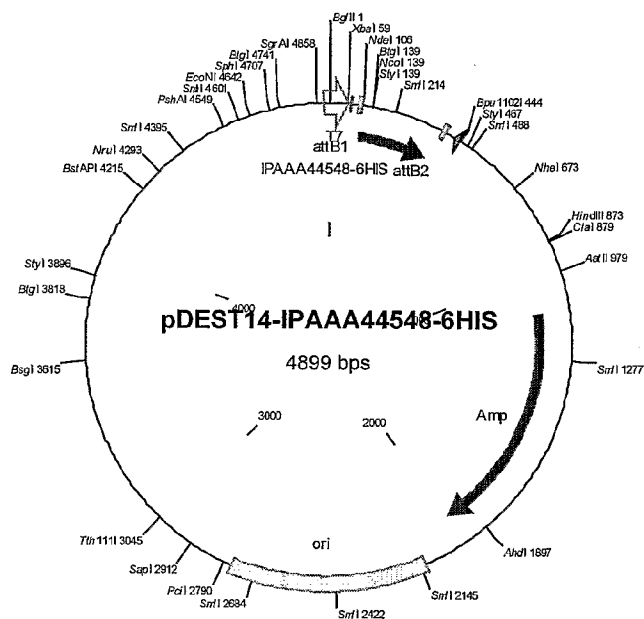 BglII 1
XbaI 59
NdeI 106
BtgI 139
NcoI 139
StyI 139
SmlI 214
Bpu1102I 444
StyI 467
SmlI 488
NheI 673
HindIII 873
ClaI 879
AatII 979
SmlI 1277
AhdI 1897
SmlI 2145
SmlI 2422
SmlI 2684
PciI 2790
SapI 2912
Tth111I 3045
BsgI 3615
BtgI 3818
StyI 3896
BstAPI 4215
NruI 4293
SmlI 4395
PshAI 4549
SmlI 4601
EcoNI 4642
SphI 4707
BtgI 4741
SgrAI 4858
attB1
IPAAA44548-6HIS attB2
4000
pDEST14-IPAAA44548-6HIS
4899 bps
3000
2000
Amp
ori